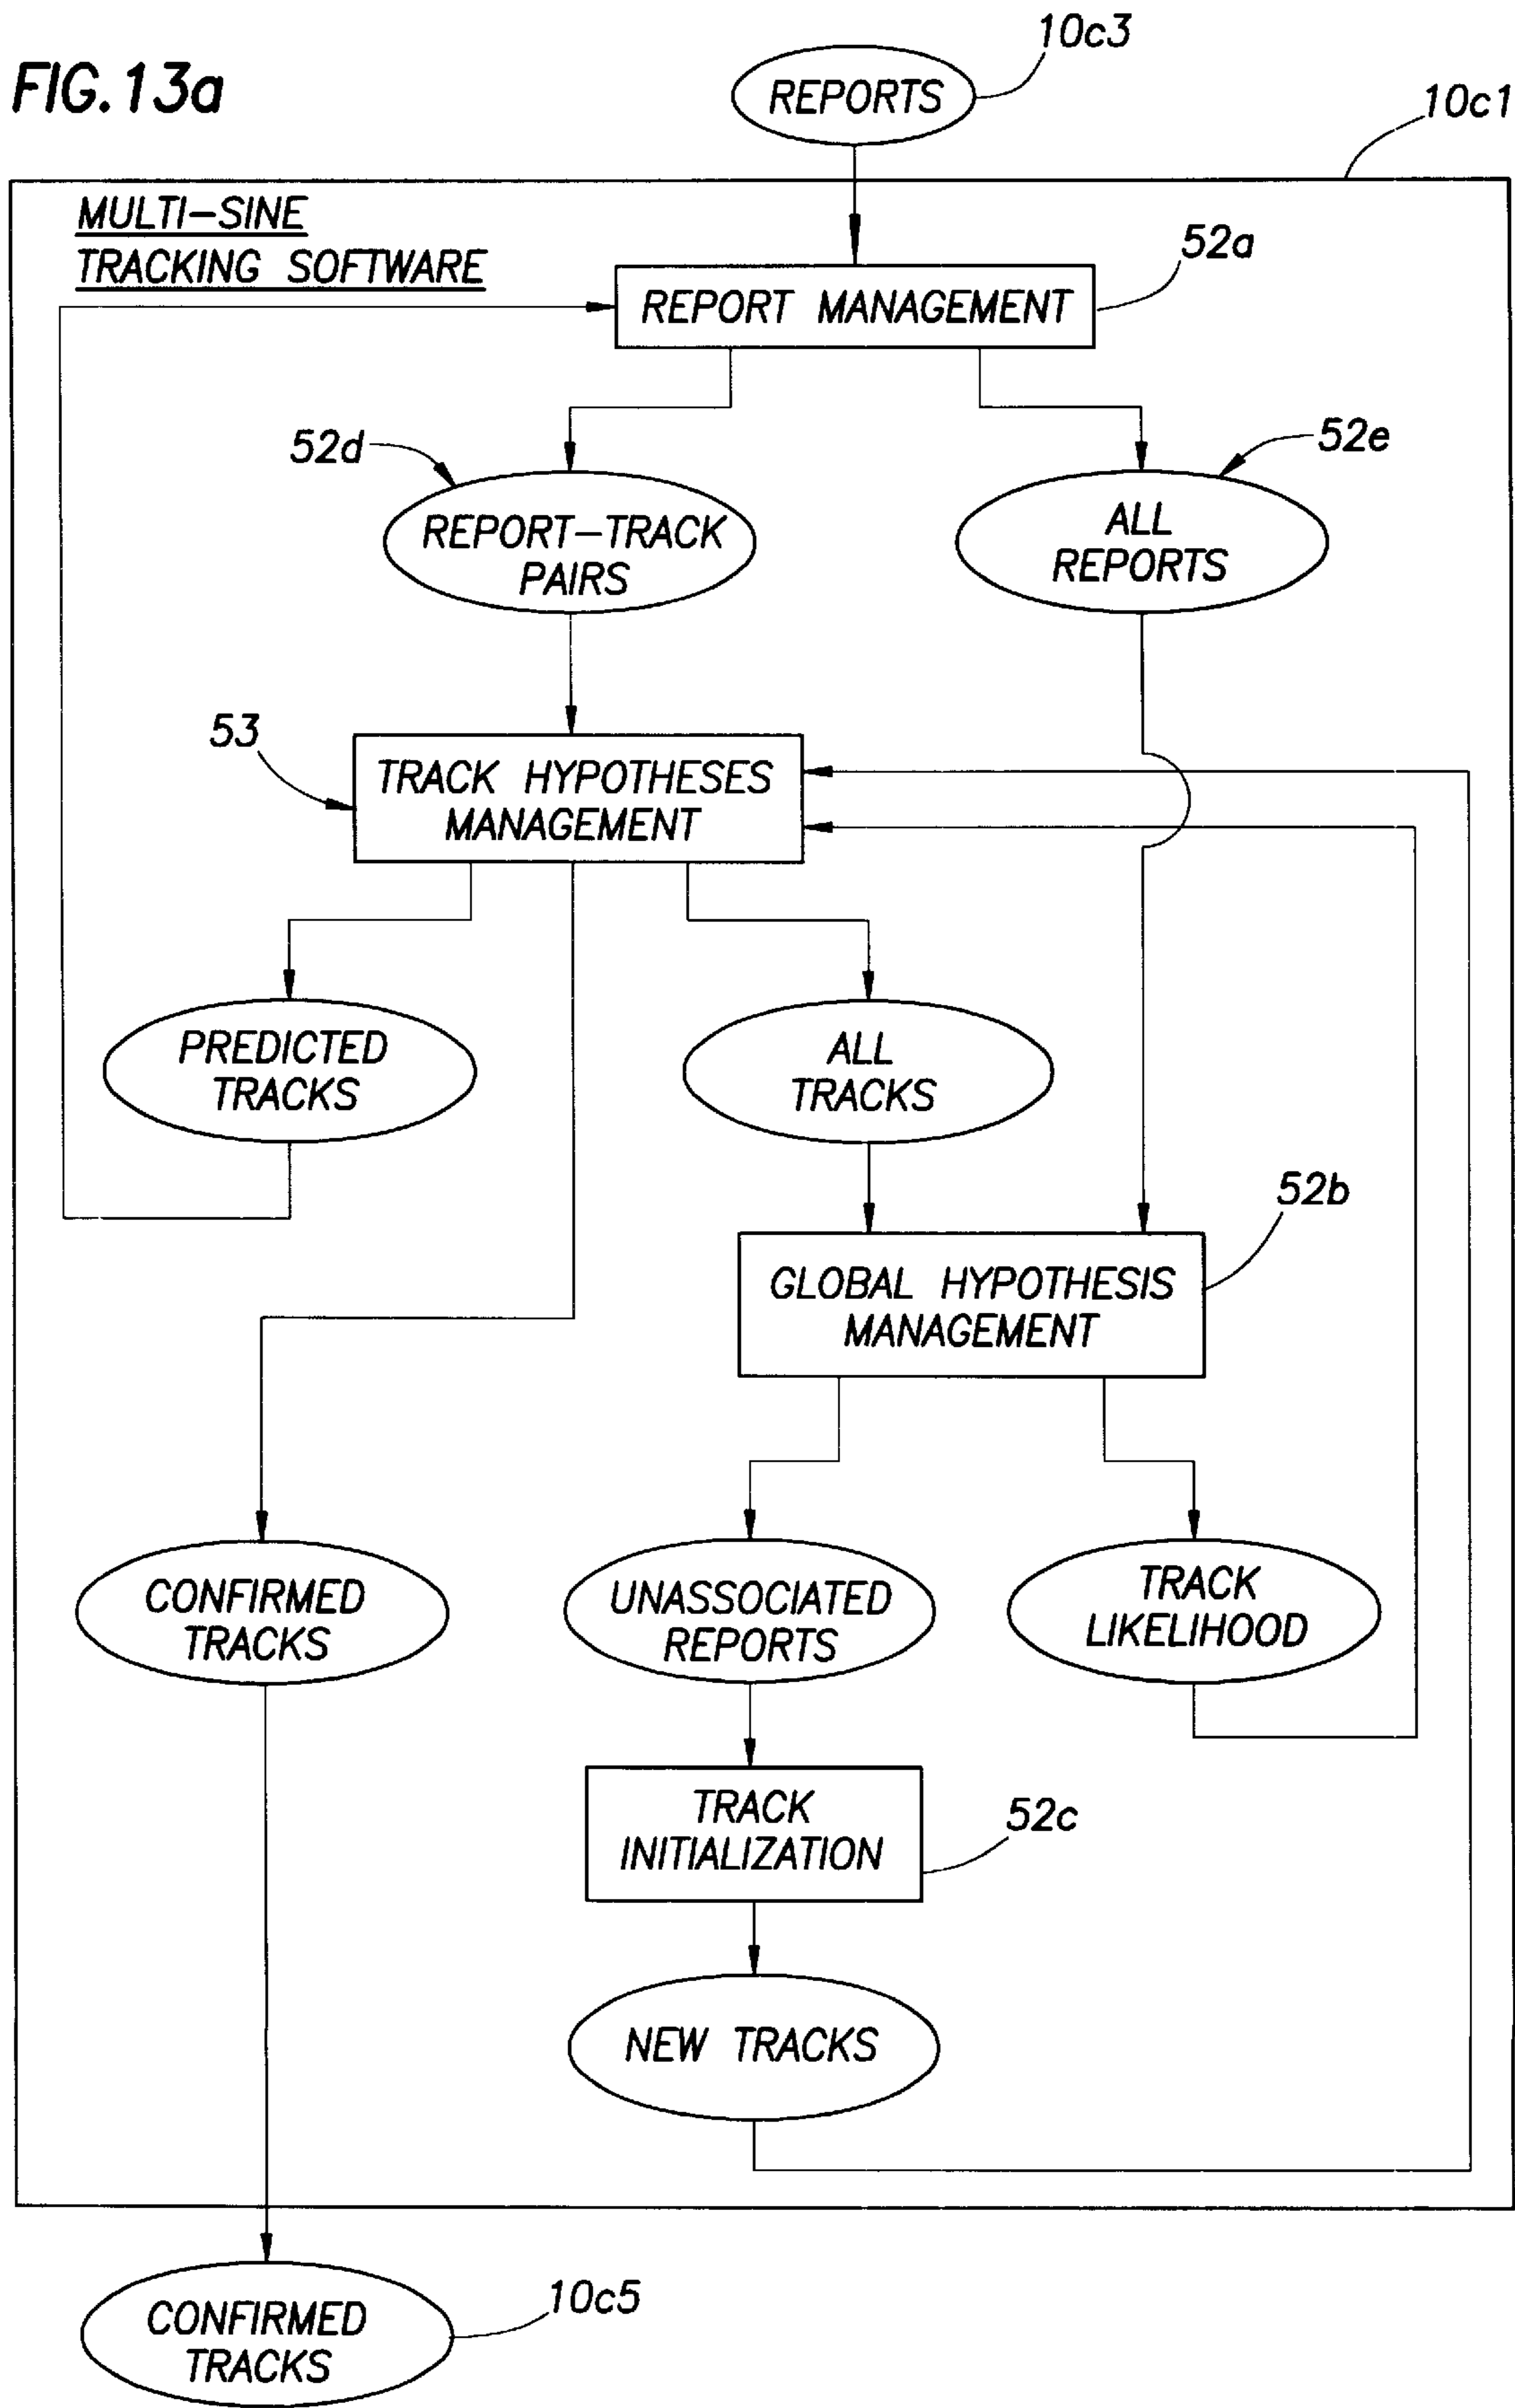 FIG.13a
10c3
REPORTS
10c1
MULTI-SINE
TRACKING SOFTWARE
52a
REPORT MANAGEMENT
52d
52e
REPORT-TRACK
PAIRS
ALL
REPORTS
53
TRACK HYPOTHESES
MANAGEMENT
PREDICTED
TRACKS
ALL
TRACKS
52b
GLOBAL HYPOTHESIS
MANAGEMENT
CONFIRMED
TRACKS
UNASSOCIATED
REPORTS
TRACK
LIKELIHOOD
TRACK
INITIALIZATION
52c
NEW TRACKS
CONFIRMED
TRACKS
10c5